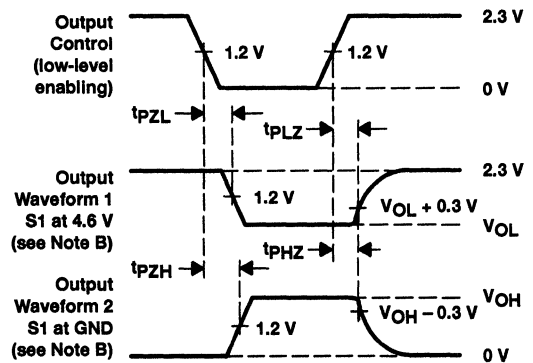 Output
Control
(low-level
enabling)
1.2 V
1.2 V
2.3 V
0 V
tPZL
tPLZ
Output
Waveform 1
S1 at 4.6 V
(see Note B)
1.2 V
2.3 V
VOL + 0.3 V
VOL
tPHZ
tPZH
Output
Waveform 2
S1 at GND
(see Note B)
1.2 V
VOH
VOH – 0.3 V
0 V